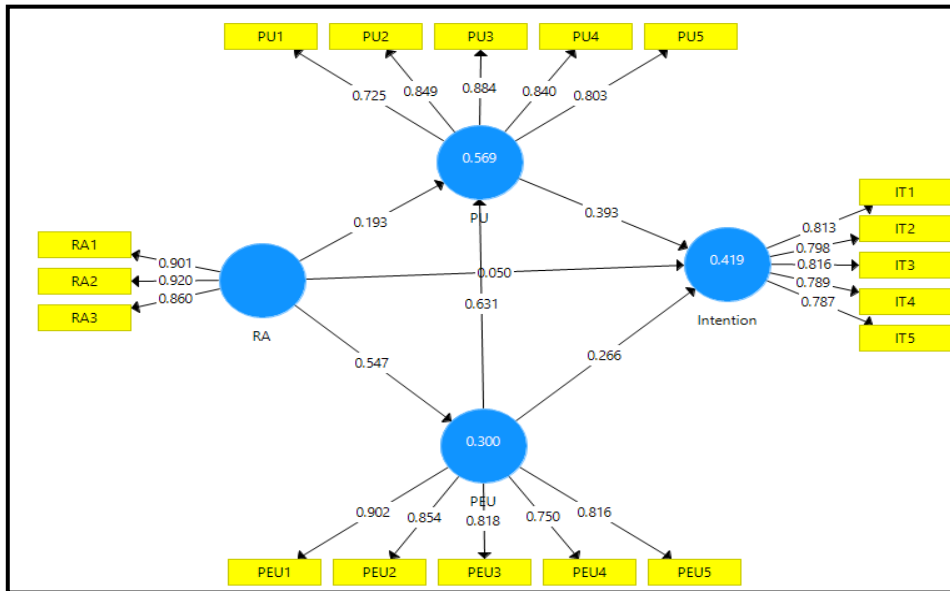 PU1 PU2 PU3 PU4 PU5
0.725 0.849 0.884 0.840 0.803
0.569
PU
0.193 0.393
RA1 RA2 RA3
0.901
0.920
0.860
RA
0.050
0.631
0.547 0.266
0.419
Intention
0.813
0.798
0.816
0.789
0.787
IT1
IT2
IT3
IT4
IT5
0.300
PEU
0.902 0.854 0.818 0.750 0.816
PEU1 PEU2 PEU3 PEU4 PEU5